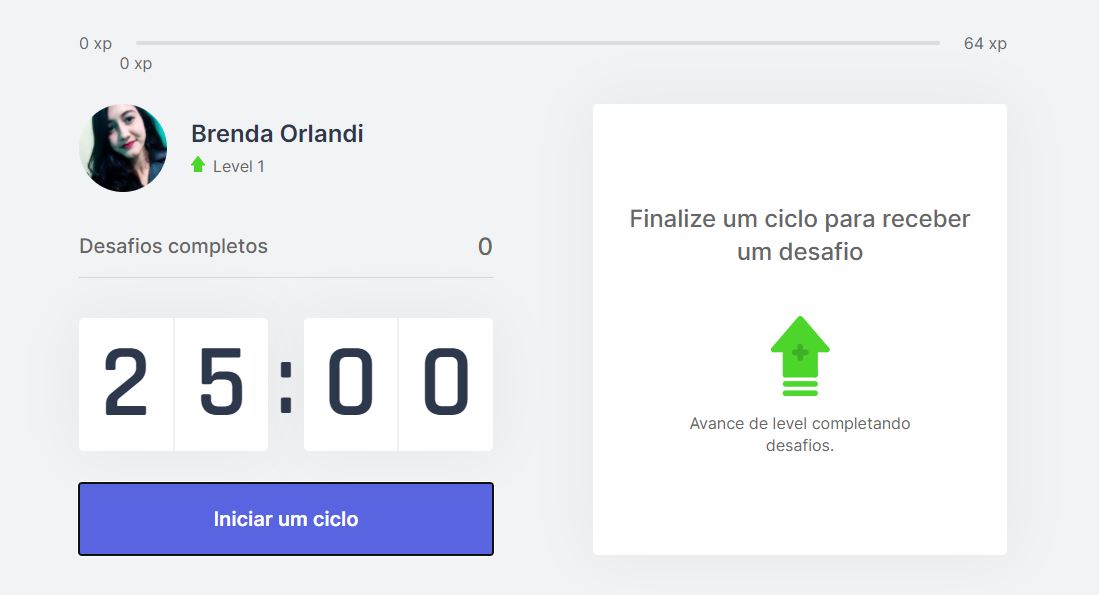 0 xp
64 xp
0 xp
Brenda Orlandi
Level 1
Desafios completos
0
25:00
Iniciar um ciclo
Finalize um ciclo para receber
um desafio
Avance de level completando
desafios.